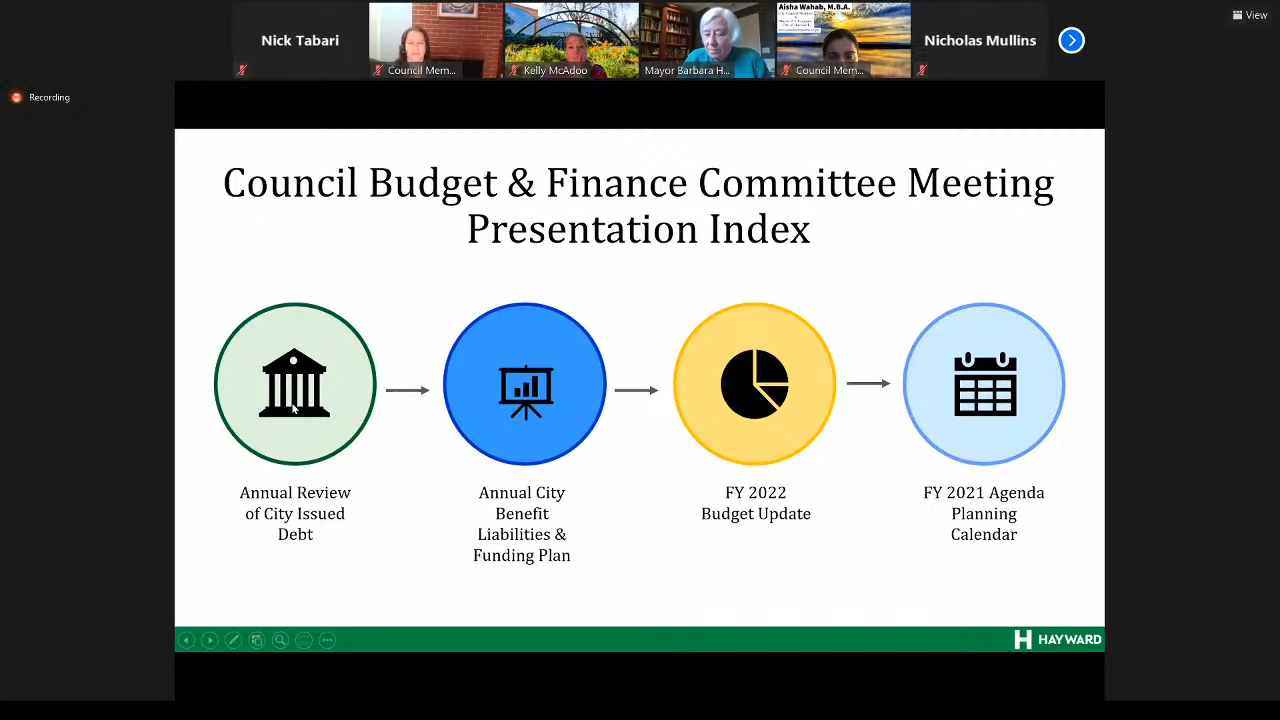 Nick Tabari
Council Mem...
Kelly McAdoo
Mayor Barbara H...
Aisha Wahab, M.B.A.
Council Mem...
Nicholas Mullins
View
Recording
Council Budget & Finance Committee Meeting
Presentation Index
Annual Review
of City Issued
Debt
Annual City
Benefit
Liabilities &
Funding Plan
FY 2022
Budget Update
FY 2021 Agenda
Planning
Calendar
H HAYWARD